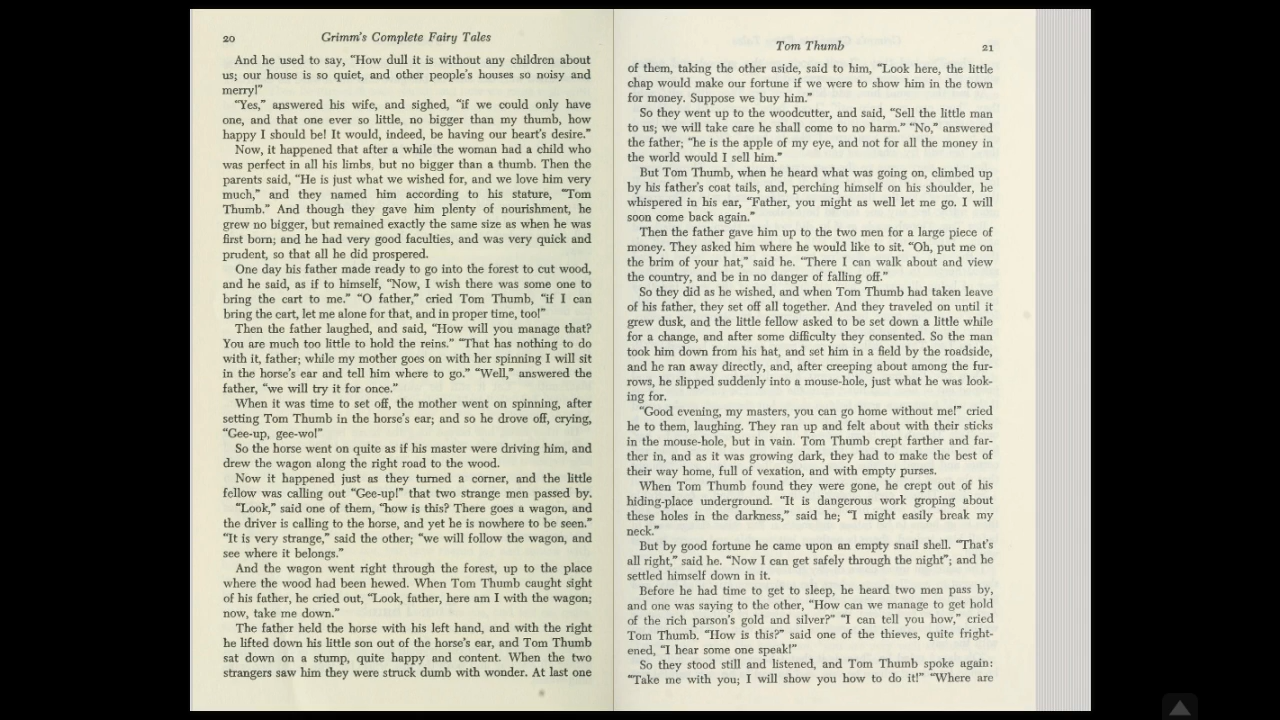 20 Grimm's Complete Fairy Tales
And he used to say, "How dull it is without any children about
us; our house is so quiet, and other people's houses so noisy and
merry!"
"Yes," answered his wife, and sighed, "if we could only have
one, and that one ever so little, no bigger than my thumb, how
happy I should be! It would, indeed, be having our heart's desire."
Now, it happened that after a while the woman had a child who
was perfect in all his limbs, but no bigger than a thumb. Then the
parents said, "He is just what we wished for, and we love him very
much," and they named him according to his stature, "Tom
Thumb." And though they gave him plenty of nourishment, he
grew no bigger, but remained exactly the same size as when he was
first born; and he had very good faculties, and was very quick and
prudent, so that all he did prospered.
One day his father made ready to go into the forest to cut wood,
and he said, as if to himself, "Now, I wish there was some one to
bring the cart to me." "O father," cried Tom Thumb, "if I can
bring the cart, let me alone for that, and in proper time, too!"
Then the father laughed, and said, "How will you manage that?
You are much too little to hold the reins." "That has nothing to do
with it, father; while my mother goes on with her spinning I will sit
in the horse's ear and tell him where to go." "Well," answered the
father, "we will try it for once."
When it was time to set off, the mother went on spinning, after
setting Tom Thumb in the horse's ear; and so he drove off, crying,
"Gee-up, gee-wo!"
So the horse went on quite as if his master were driving him, and
drew the wagon along the right road to the wood.
Now it happened just as they turned a corner, and the little
fellow was calling out "Gee-up!" that two strange men passed by.
"Look," said one of them, "how is this? There goes a wagon, and
the driver is calling to the horse, and yet he is nowhere to be seen."
"It is very strange," said the other; "we will follow the wagon, and
see where it belongs."
And the wagon went right through the forest, up to the place
where the wood had been hewed. When Tom Thumb caught sight
of his father, he cried out, "Look, father, here am I with the wagon;
now, take me down."
The father held the horse with his left hand, and with the right
he lifted down his little son out of the horse's ear, and Tom Thumb
sat down on a stump, quite happy and content. When the two
strangers saw him they were struck dumb with wonder. At last one
Tom Thumb 21
of them, taking the other aside, said to him, "Look here, the little
chap would make our fortune if we were to show him in the town
for money. Suppose we buy him."
So they went up to the woodcutter, and said, "Sell the little man
to us; we will take care he shall come to no harm." "No," answered
the father; "he is the apple of my eye, and not for all the money in
the world would I sell him."
But Tom Thumb, when he heard what was going on, climbed up
by his father's coat tails, and, perching himself on his shoulder, he
whispered in his ear, "Father, you might as well let me go. I will
soon come back again."
Then the father gave him up to the two men for a large piece of
money. They asked him where he would like to sit. "Oh, put me on
the brim of your hat," said he. "There I can walk about and view
the country, and be in no danger of falling off."
So they did as he wished, and when Tom Thumb had taken leave
of his father, they set off all together. And they traveled on until it
grew dusk, and the little fellow asked to be set down a little while
for a change, and after some difficulty they consented. So the man
took him down from his hat, and set him in a field by the roadside,
and he ran away directly, and, after creeping about among the fur-
rows, he slipped suddenly into a mouse-hole, just what he was look-
ing for.
"Good evening, my masters, you can go home without me!" cried
he to them, laughing. They ran up and felt about with their sticks
in the mouse-hole, but in vain. Tom Thumb crept farther and far-
ther in, and as it was growing dark, they had to make the best of
their way home, full of vexation, and with empty purses.
When Tom Thumb found they were gone, he crept out of his
hiding-place underground. "It is dangerous work groping about
these holes in the darkness," said he; "I might easily break my
neck."
But by good fortune he came upon an empty snail shell. "That's
all right," said he. "Now I can get safely through the night"; and he
settled himself down in it.
Before he had time to get to sleep, he heard two men pass by,
and one was saying to the other, "How can we manage to get hold
of the rich parson's gold and silver?" "I can tell you how," cried
Tom Thumb. "How is this?" said one of the thieves, quite fright-
ened, "I hear some one speak!"
So they stood still and listened, and Tom Thumb spoke again:
"Take me with you; I will show you how to do it!" "Where are